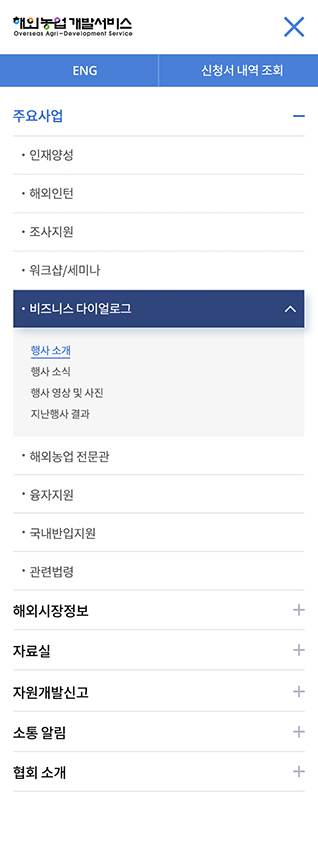 해외농업개발서비스
Overseas Agri-Development Service
ENG
신청서 내역 조회
주요사업
· 인재양성
· 해외인턴
· 조사지원
· 워크샵/세미나
· 비즈니스 다이얼로그
행사 소개
행사 소식
행사 영상 및 사진
지난행사 결과
· 해외농업 전문관
· 융자지원
· 국내반입지원
· 관련법령
해외시장정보
자료실
자원개발신고
소통 알림
협회 소개